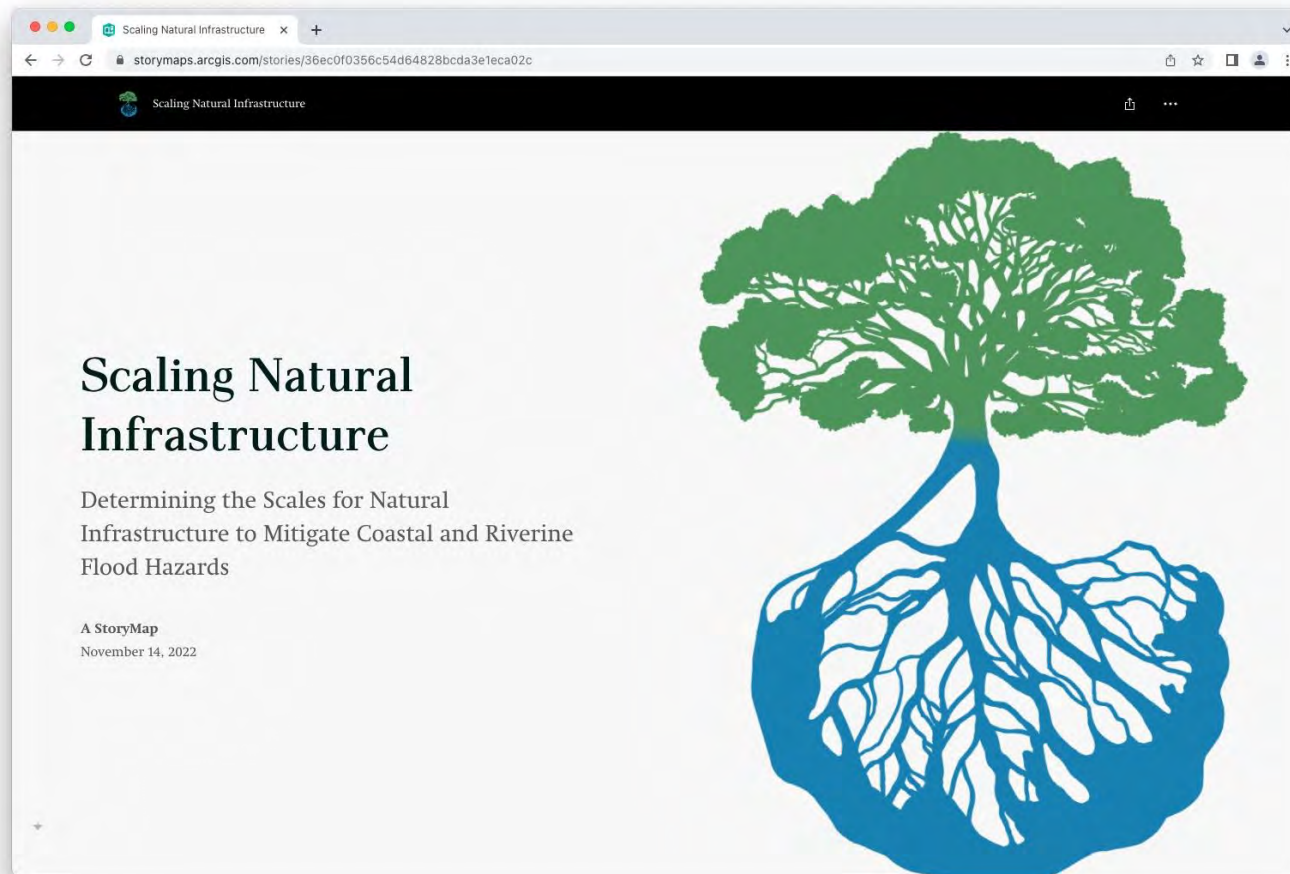 Scaling Natural Infrastructure
storymaps.arcgis.com/stories/36ec0f0356c54d64828bcda3e1eca02c
Scaling Natural Infrastructure
Scaling Natural
Infrastructure
Determining the Scales for Natural
Infrastructure to Mitigate Coastal and Riverine
Flood Hazards
A StoryMap
November 14, 2022